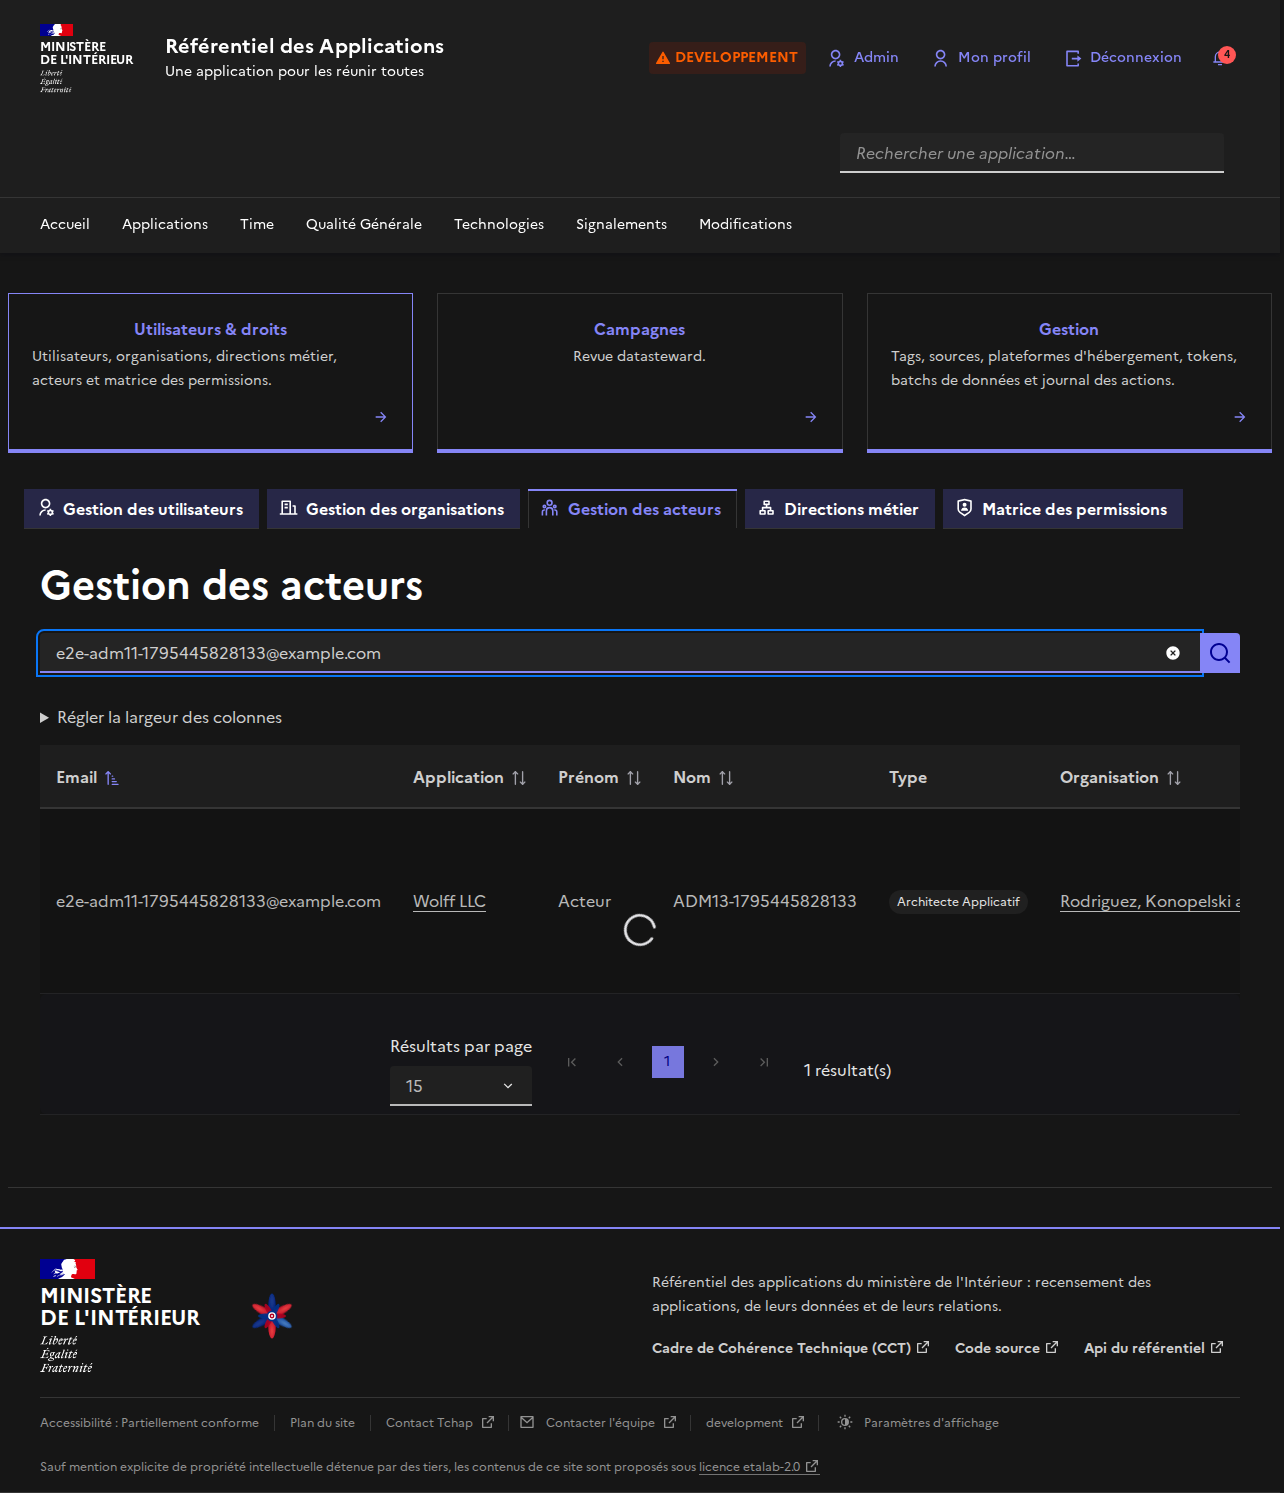 MINISTÈRE
DE L'INTÉRIEUR
Liberté
Égalité
Fraternité
Référentiel des Applications
Une application pour les réunir toutes
DEVELOPPEMENT
Admin
Mon profil
Déconnexion
4
Rechercher une application...
Accueil
Applications
Time
Qualité Générale
Technologies
Signalements
Modifications
Utilisateurs & droits
Utilisateurs, organisations, directions métier,
acteurs et matrice des permissions.
Campagnes
Revue datasteward.
Gestion
Tags, sources, plateformes d'hébergement, tokens,
batchs de données et journal des actions.
Gestion des utilisateurs
Gestion des organisations
Gestion des acteurs
Directions métier
Matrice des permissions
Gestion des acteurs
e2e-adm11-1795445828133@example.com
Régler la largeur des colonnes
Email
Application
Prénom
Nom
Type
Organisation
e2e-adm11-1795445828133@example.com
Wolff LLC
Acteur
ADM13-1795445828133
Architecte Applicatif
Rodriguez, Konopelski a
Résultats par page
15
1
1 résultat(s)
MINISTÈRE
DE L'INTÉRIEUR
Liberté
Égalité
Fraternité
Référentiel des applications du ministère de l'Intérieur : recensement des
applications, de leurs données et de leurs relations.
Cadre de Cohérence Technique (CCT)
Code source
Api du référentiel
Accessibilité : Partiellement conforme
Plan du site
Contact Tchap
Contacter l'équipe
development
Paramètres d'affichage
Sauf mention explicite de propriété intellectuelle détenue par des tiers, les contenus de ce site sont proposés sous licence etalab-2.0